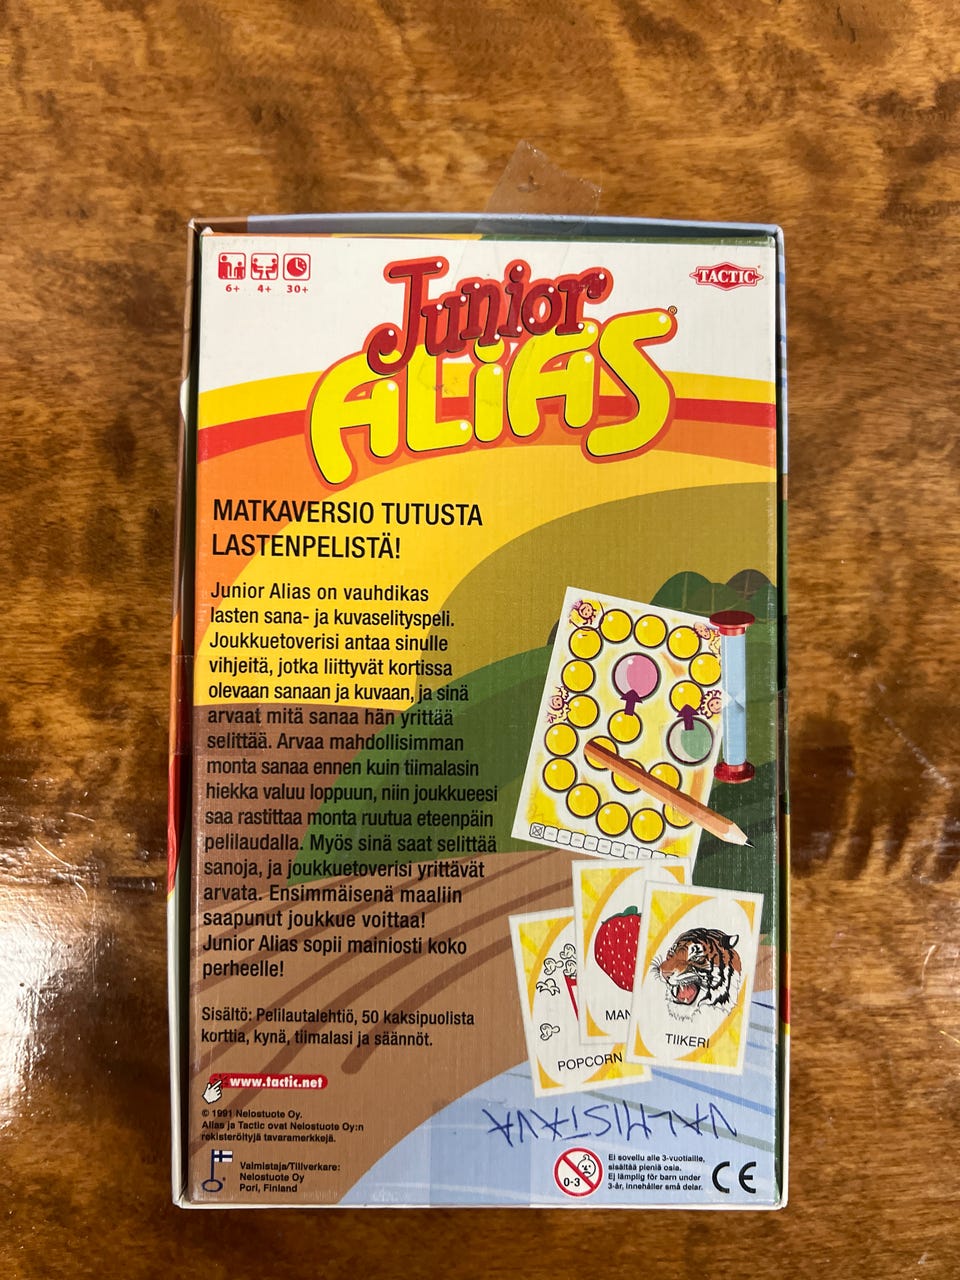 6+ 4+ 30+
Junior
ALiAS®
TACTIC
MATKAVERSIO TUTUSTA
LASTENPELISTÄ!
Junior Alias on vauhdikas
lasten sana- ja kuvaselityspeli.
Joukkuetoverisi antaa sinulle
vihjeitä, jotka liittyvät kortissa
olevaan sanaan ja kuvaan, ja sinä
arvaat mitä sanaa hän yrittää
selittää. Arvaa mahdollisimman
monta sanaa ennen kuin tiimalasin
hiekka valuu loppuun, niin joukkueesi
saa rastittaa monta ruutua eteenpäin
pelilaudalla. Myös sinä saat selittää
sanoja, ja joukkuetoverisi yrittävät
arvata. Ensimmäisenä maaliin
saapunut joukkue voittaa!
Junior Alias sopii mainiosti koko
perheelle!
POPCORN
MAN
TIIKERI
Sisältö: Pelilautalehtiö, 50 kaksipuolista
korttia, kynä, tiimalasi ja säännöt.
www.tactic.net
© 1991 Nelostuote Oy.
Alias ja Tactic ovat Nelostuote Oy:n
rekisteröityjä tavaramerkkejä.
Valmistaja/Tillverkare:
Nelostuote Oy
Pori, Finland
VALMISTAVA
0-3
Ei sovellu alle 3-vuotiaille,
sisältää pieniä osia.
Ej lämplig för barn under
3-år, innehåller små delar.
CE